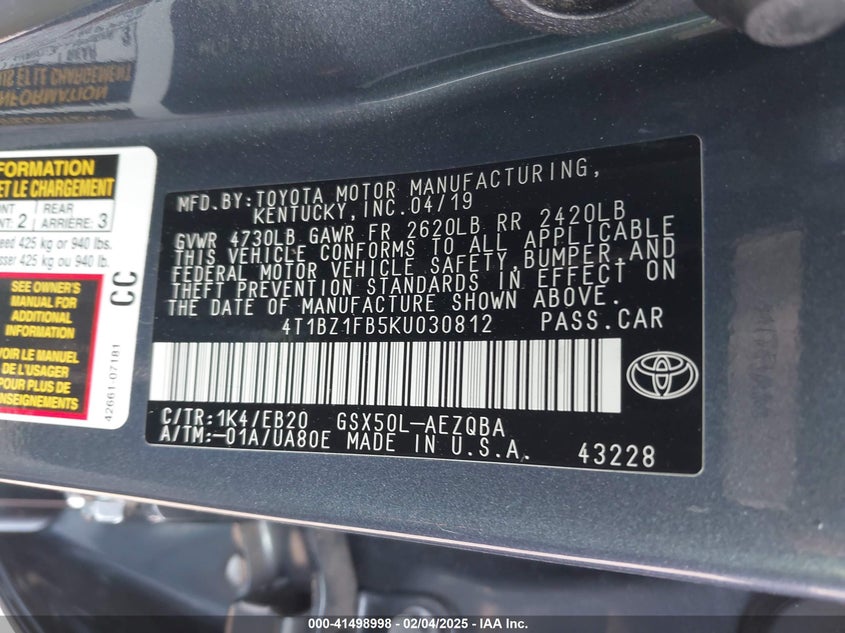 FORMATION
ET LE CHARGEMENT
NT: 2 REAR ARRIÈRE: 3
eed 425 kg or 940 lbs.
sser 425 kg ou 940 lb.
SEE OWNER'S
MANUAL FOR
ADDITIONAL
INFORMATION
VOIR LE MANUEL
DE L'USAGER
POUR PLUS DE
RENSEIGNEMENTS
CC
42661-07181
MFD.BY:TOYOTA MOTOR MANUFACTURING,
KENTUCKY,INC.04/19
GVWR 4730LB GAWR FR 2620LB RR 2420LB
THIS VEHICLE CONFORMS TO ALL APPLICABLE
FEDERAL MOTOR VEHICLE SAFETY,BUMPER,AND
THEFT PREVENTION STANDARDS IN EFFECT ON
THE DATE OF MANUFACTURE SHOWN ABOVE.
4T1BZ1FB5KU030812 PASS.CAR
C/TR:1K4/EB20 GSX50L-AEZQBA
A/TM:-01A/UA80E MADE IN U.S.A.
43228
000-41498998 - 02/04/2025 - IAA Inc.